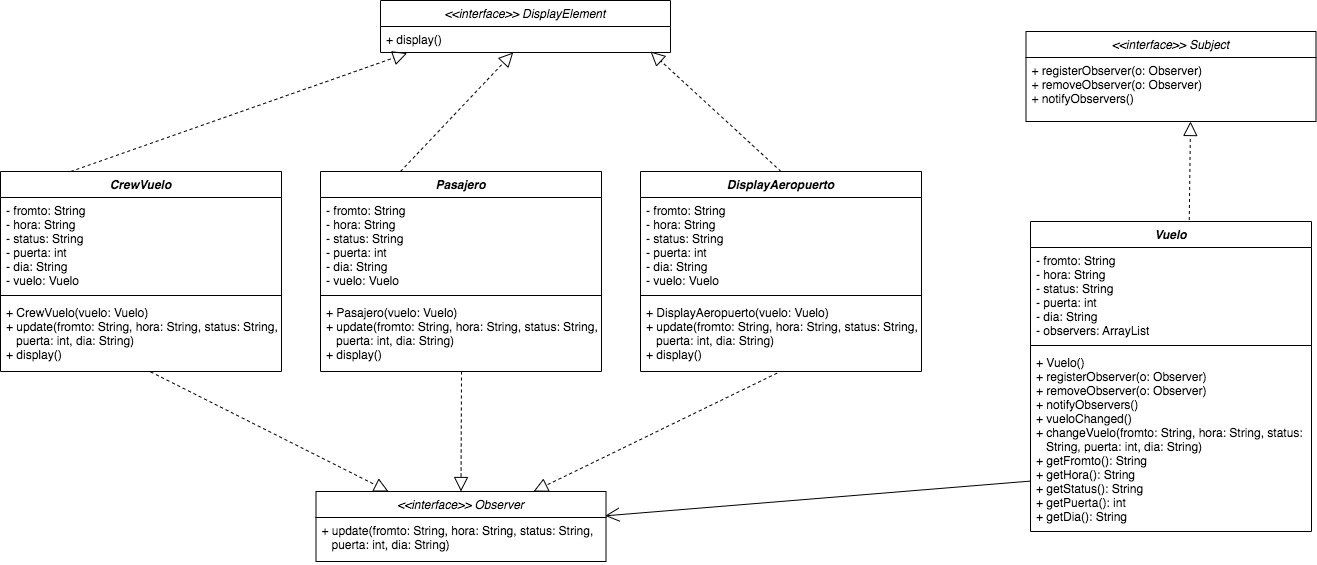 <<interface>> DisplayElement
+ display()
<<interface>> Subject
+ registerObserver(o: Observer)
+ removeObserver(o: Observer)
+ notifyObservers()
CrewVuelo
- fromto: String
- hora: String
- status: String
- puerta: int
- dia: String
- vuelo: Vuelo
+ CrewVuelo(vuelo: Vuelo)
+ update(fromto: String, hora: String, status: String,
puerta: int, dia: String)
+ display()
Pasajero
- fromto: String
- hora: String
- status: String
- puerta: int
- dia: String
- vuelo: Vuelo
+ Pasajero(vuelo: Vuelo)
+ update(fromto: String, hora: String, status: String,
puerta: int, dia: String)
+ display()
DisplayAeropuerto
- fromto: String
- hora: String
- status: String
- puerta: int
- dia: String
- vuelo: Vuelo
+ DisplayAeropuerto(vuelo: Vuelo)
+ update(fromto: String, hora: String, status: String,
puerta: int, dia: String)
+ display()
Vuelo
- fromto: String
- hora: String
- status: String
- puerta: int
- dia: String
- observers: ArrayList
+ Vuelo()
+ registerObserver(o: Observer)
+ removeObserver(o: Observer)
+ notifyObservers()
+ vueloChanged()
+ changeVuelo(fromto: String, hora: String, status:
String, puerta: int, dia: String)
+ getFromto(): String
+ getHora(): String
+ getStatus(): String
+ getPuerta(): int
+ getDia(): String
<<interface>> Observer
+ update(fromto: String, hora: String, status: String,
puerta: int, dia: String)